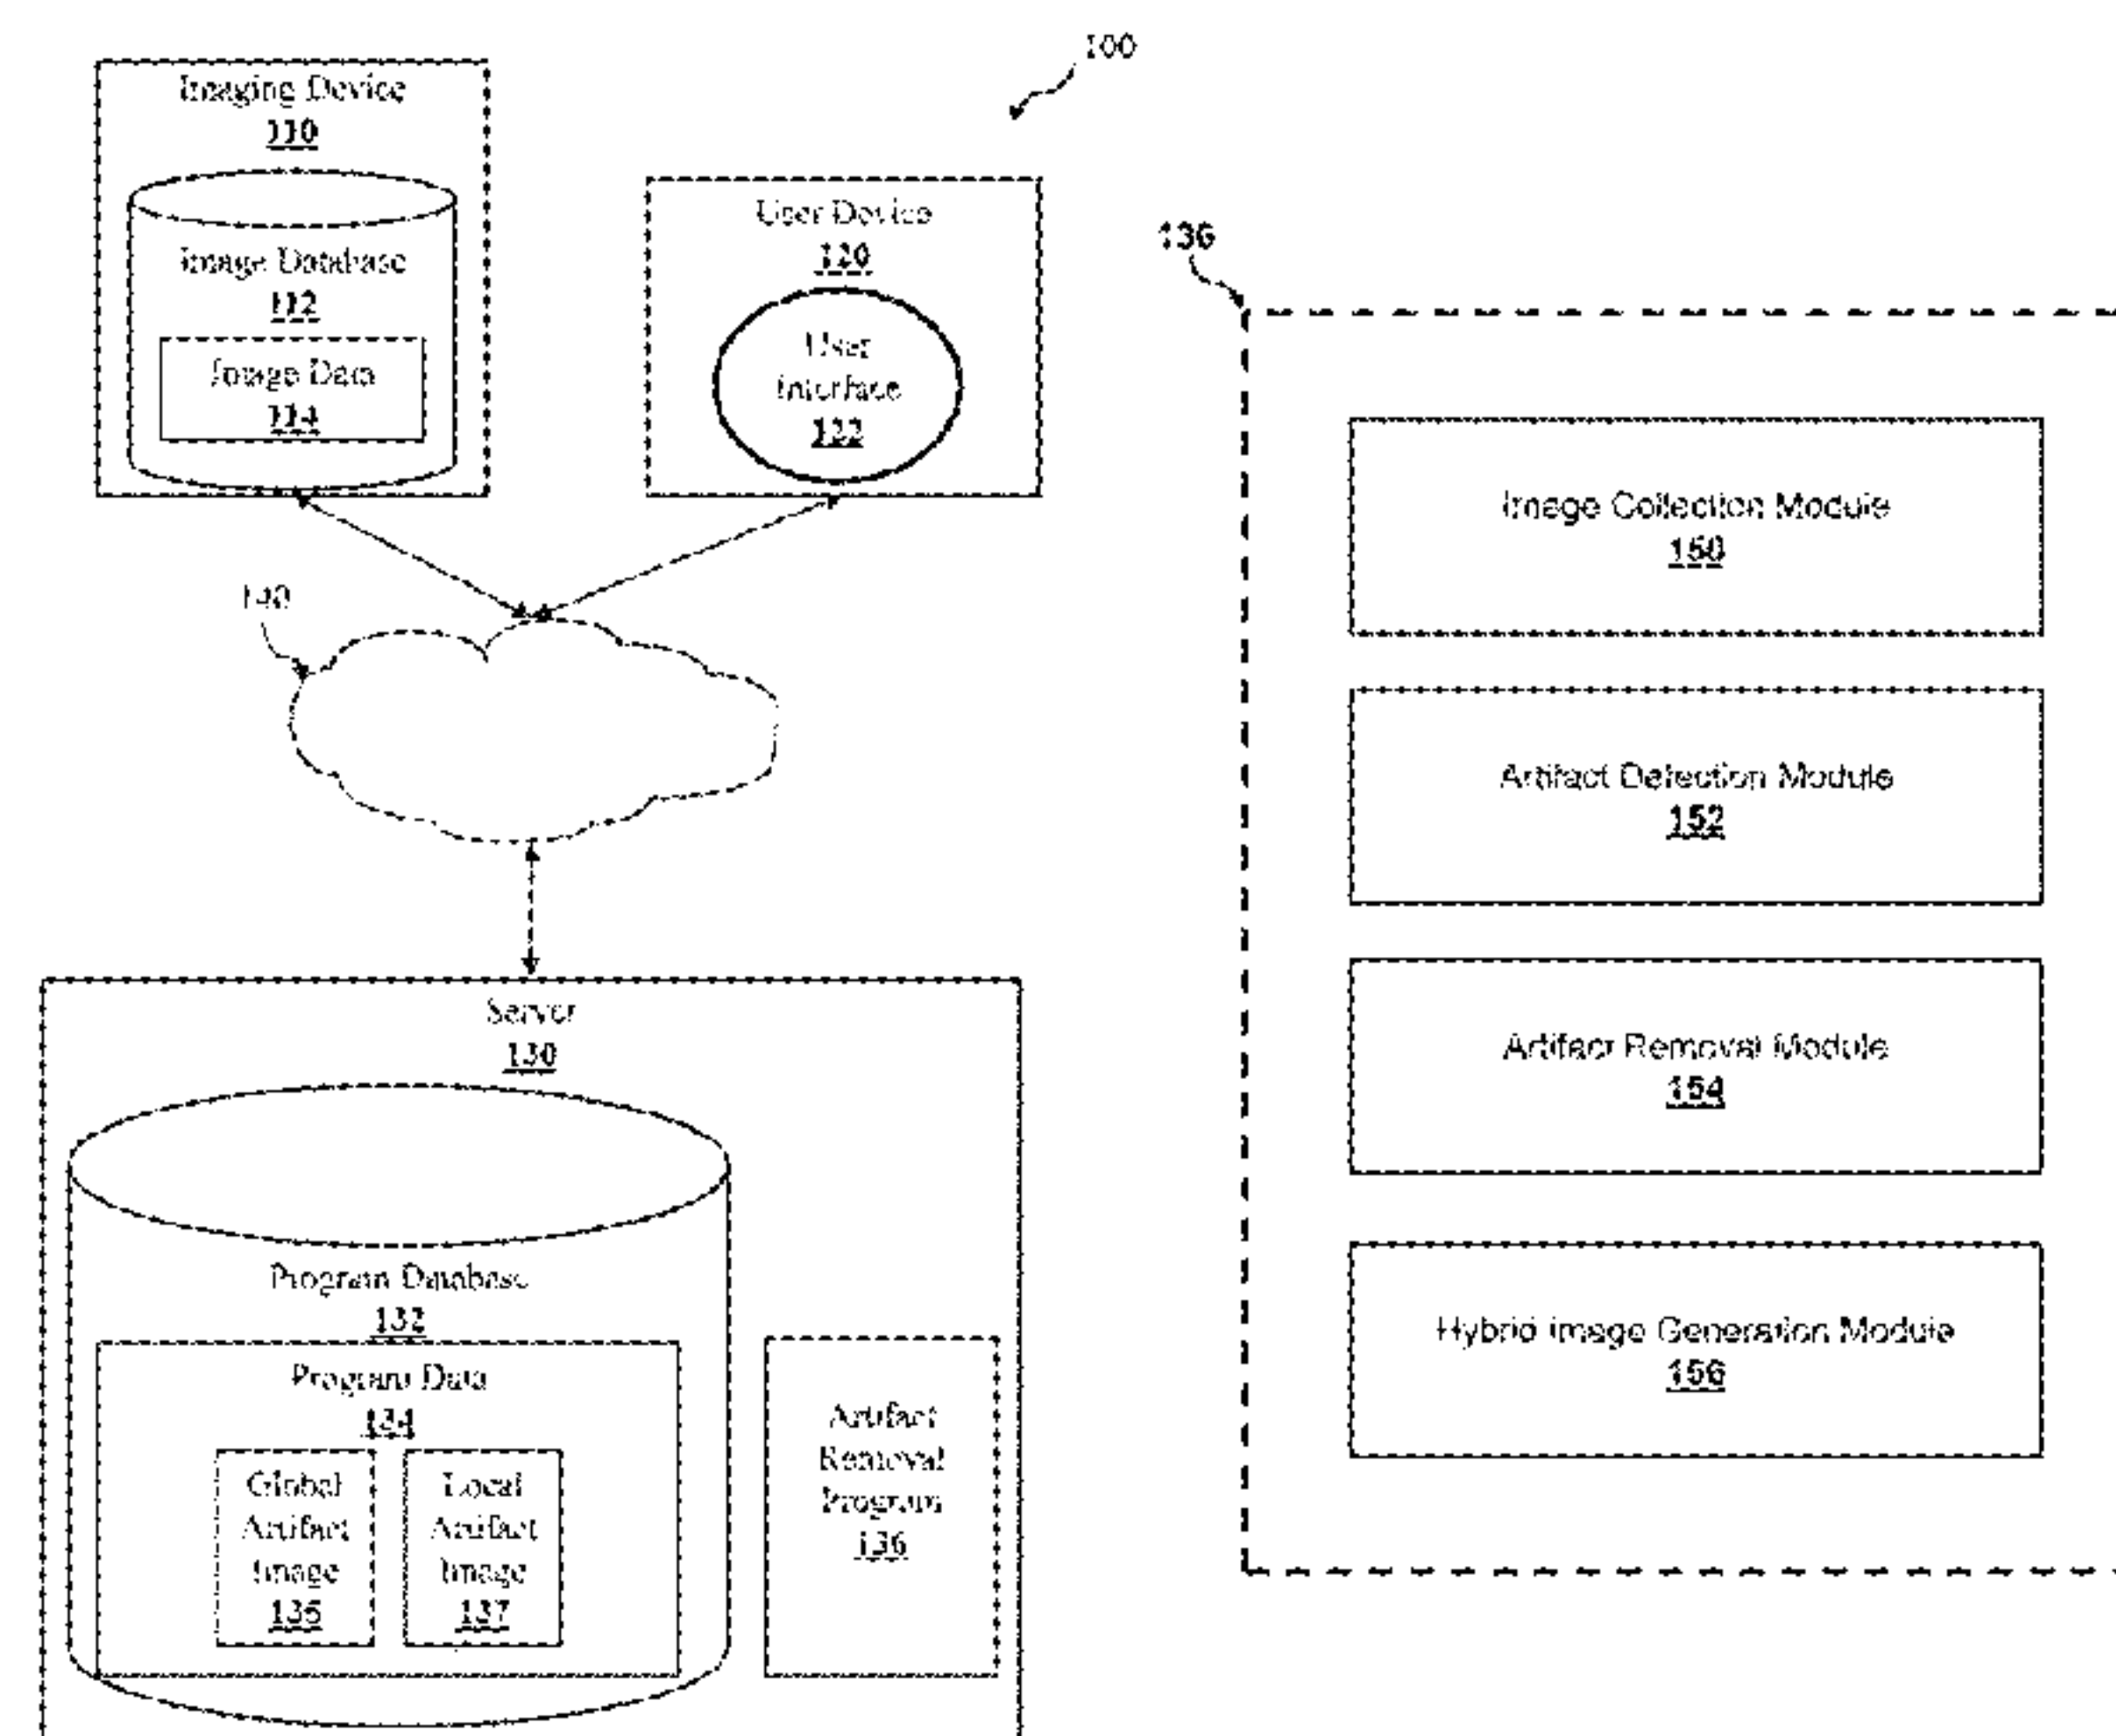 100
Imaging Device
110
Image Database
112
Image Data
114
User Device
120
User
Interface
122
140
Server
130
Program Database
132
Program Data
134
Global
Artifact
Image
135
Local
Artifact
Image
137
Artifact
Removal
Program
136
136
Image Collection Module
150
Artifact Detection Module
152
Artifact Removal Module
154
Hybrid Image Generation Module
156